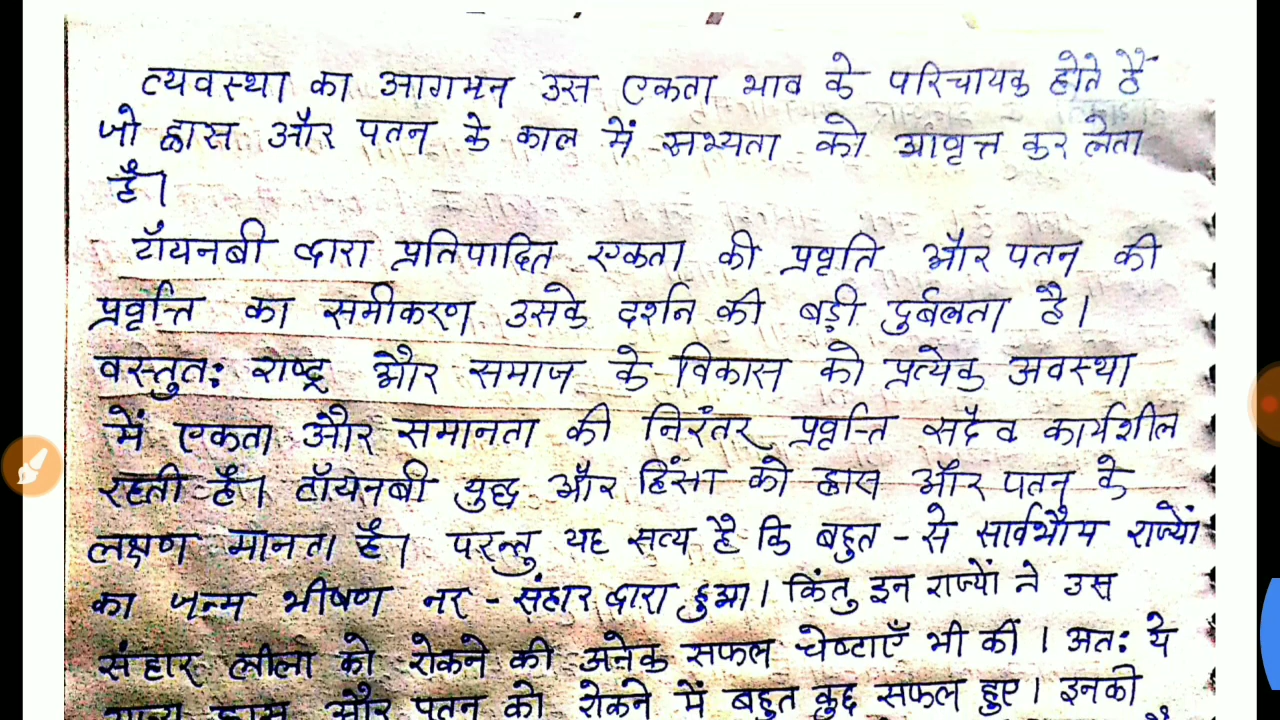 व्यवस्था का आगमन उस एकता भाव के परिचायक होते हैं
जो ह्रास और पतन के काल में सभ्यता को आवृत्त कर लेता
है।
टॉयनबी द्वारा प्रतिपादित एकता की प्रवृति और पतन की
प्रवृत्ति का समीकरण उसके दर्शन की बड़ी दुर्बलता है।
वस्तुतः राष्ट्र और समाज के विकास को प्रत्येक अवस्था
में एकता और समानता की निरंतर प्रवृत्ति सदैव कार्यशील
रहती है। टॉयनबी युद्ध और हिंसा को ह्रास और पतन के
लक्षण मानता है। परन्तु यह सत्य है कि बहुत - से सार्वभौम राज्यों
का जन्म भीषण नर - संहार द्वारा हुआ। किंतु इन राज्यों ने उस
संहार लीला को रोकने की अनेक सफल चेष्टाएँ भी कीं । अतः ये
राज्य ह्रास और पतन को रोकने में बहुत कुछ सफल हुए। इनकी